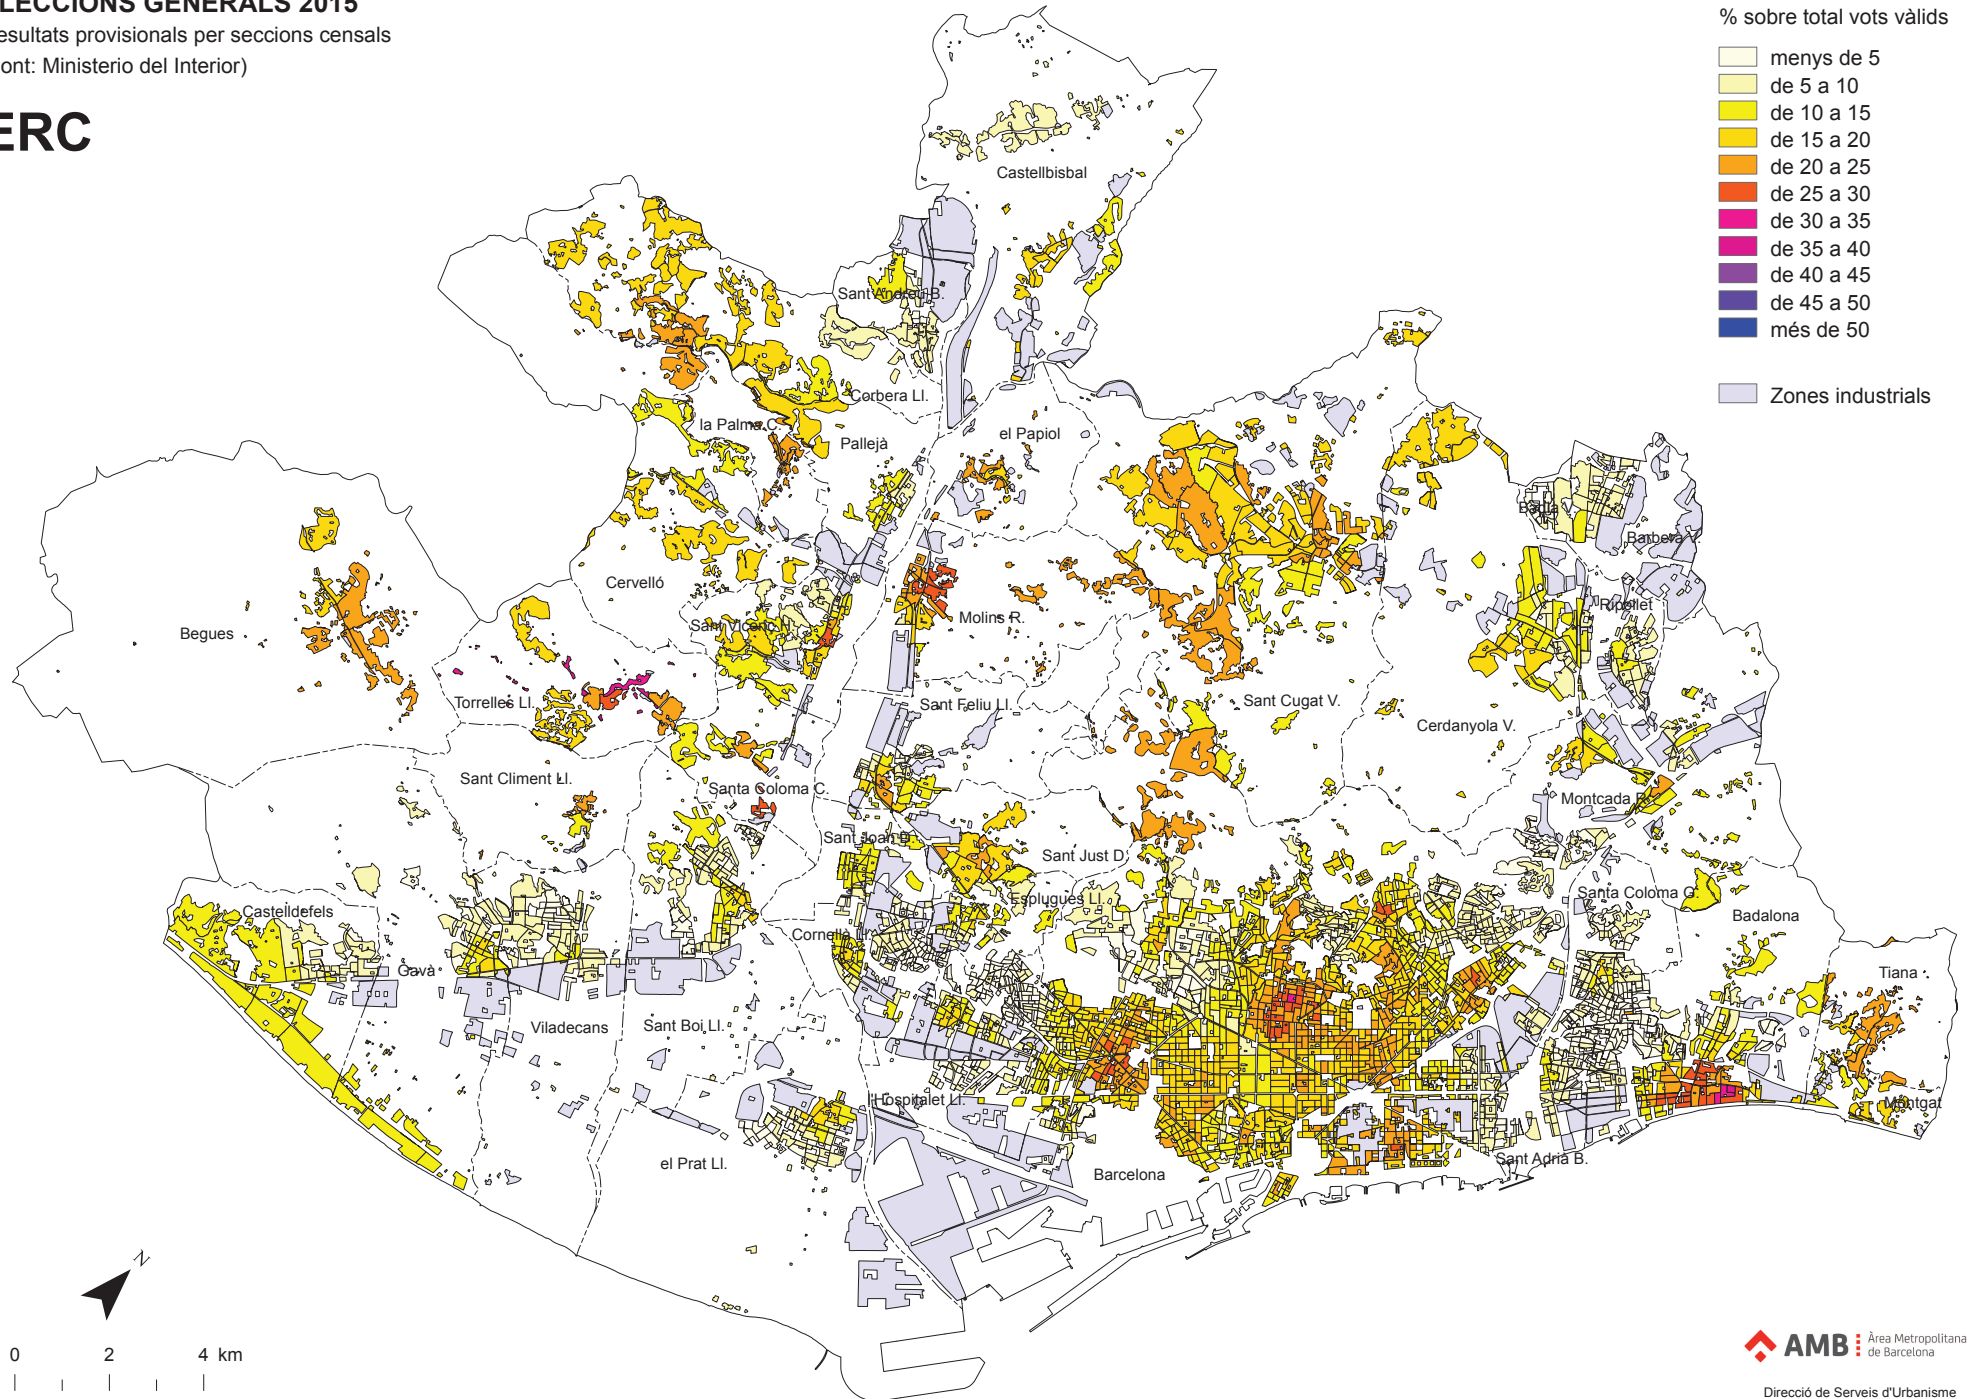 LECCIONS GENERALS 2015
esultats provisionals per seccions censals
ont: Ministerio del Interior)
ERC
% sobre total vots vàlids
menys de 5
de 5 a 10
de 10 a 15
de 15 a 20
de 20 a 25
de 25 a 30
de 30 a 35
de 35 a 40
de 40 a 45
de 45 a 50
més de 50
Zones industrials
Castellbisbal
Sant Andreu B.
Corbera Ll.
la Palma C.
Pallejà
el Papiol
Badia V.
Barberà V.
Cervelló
Ripollet
Molins R.
Sant Vicenç H.
Begues
Torrelles Ll.
Sant Feliu Ll.
Sant Cugat V.
Cerdanyola V.
Sant Climent Ll.
Santa Coloma C.
Montcada R.
Sant Joan D.
Sant Just D.
Esplugues Ll.
Santa Coloma G.
Castelldefels
Badalona
Cornellà Ll.
Gavà
Tiana
Viladecans
Sant Boi Ll.
l'Hospitalet Ll.
Montgat
el Prat Ll.
Barcelona
Sant Adrià B.
N
0 2 4 km
AMB
Àrea Metropolitana
de Barcelona
Direcció de Serveis d'Urbanisme